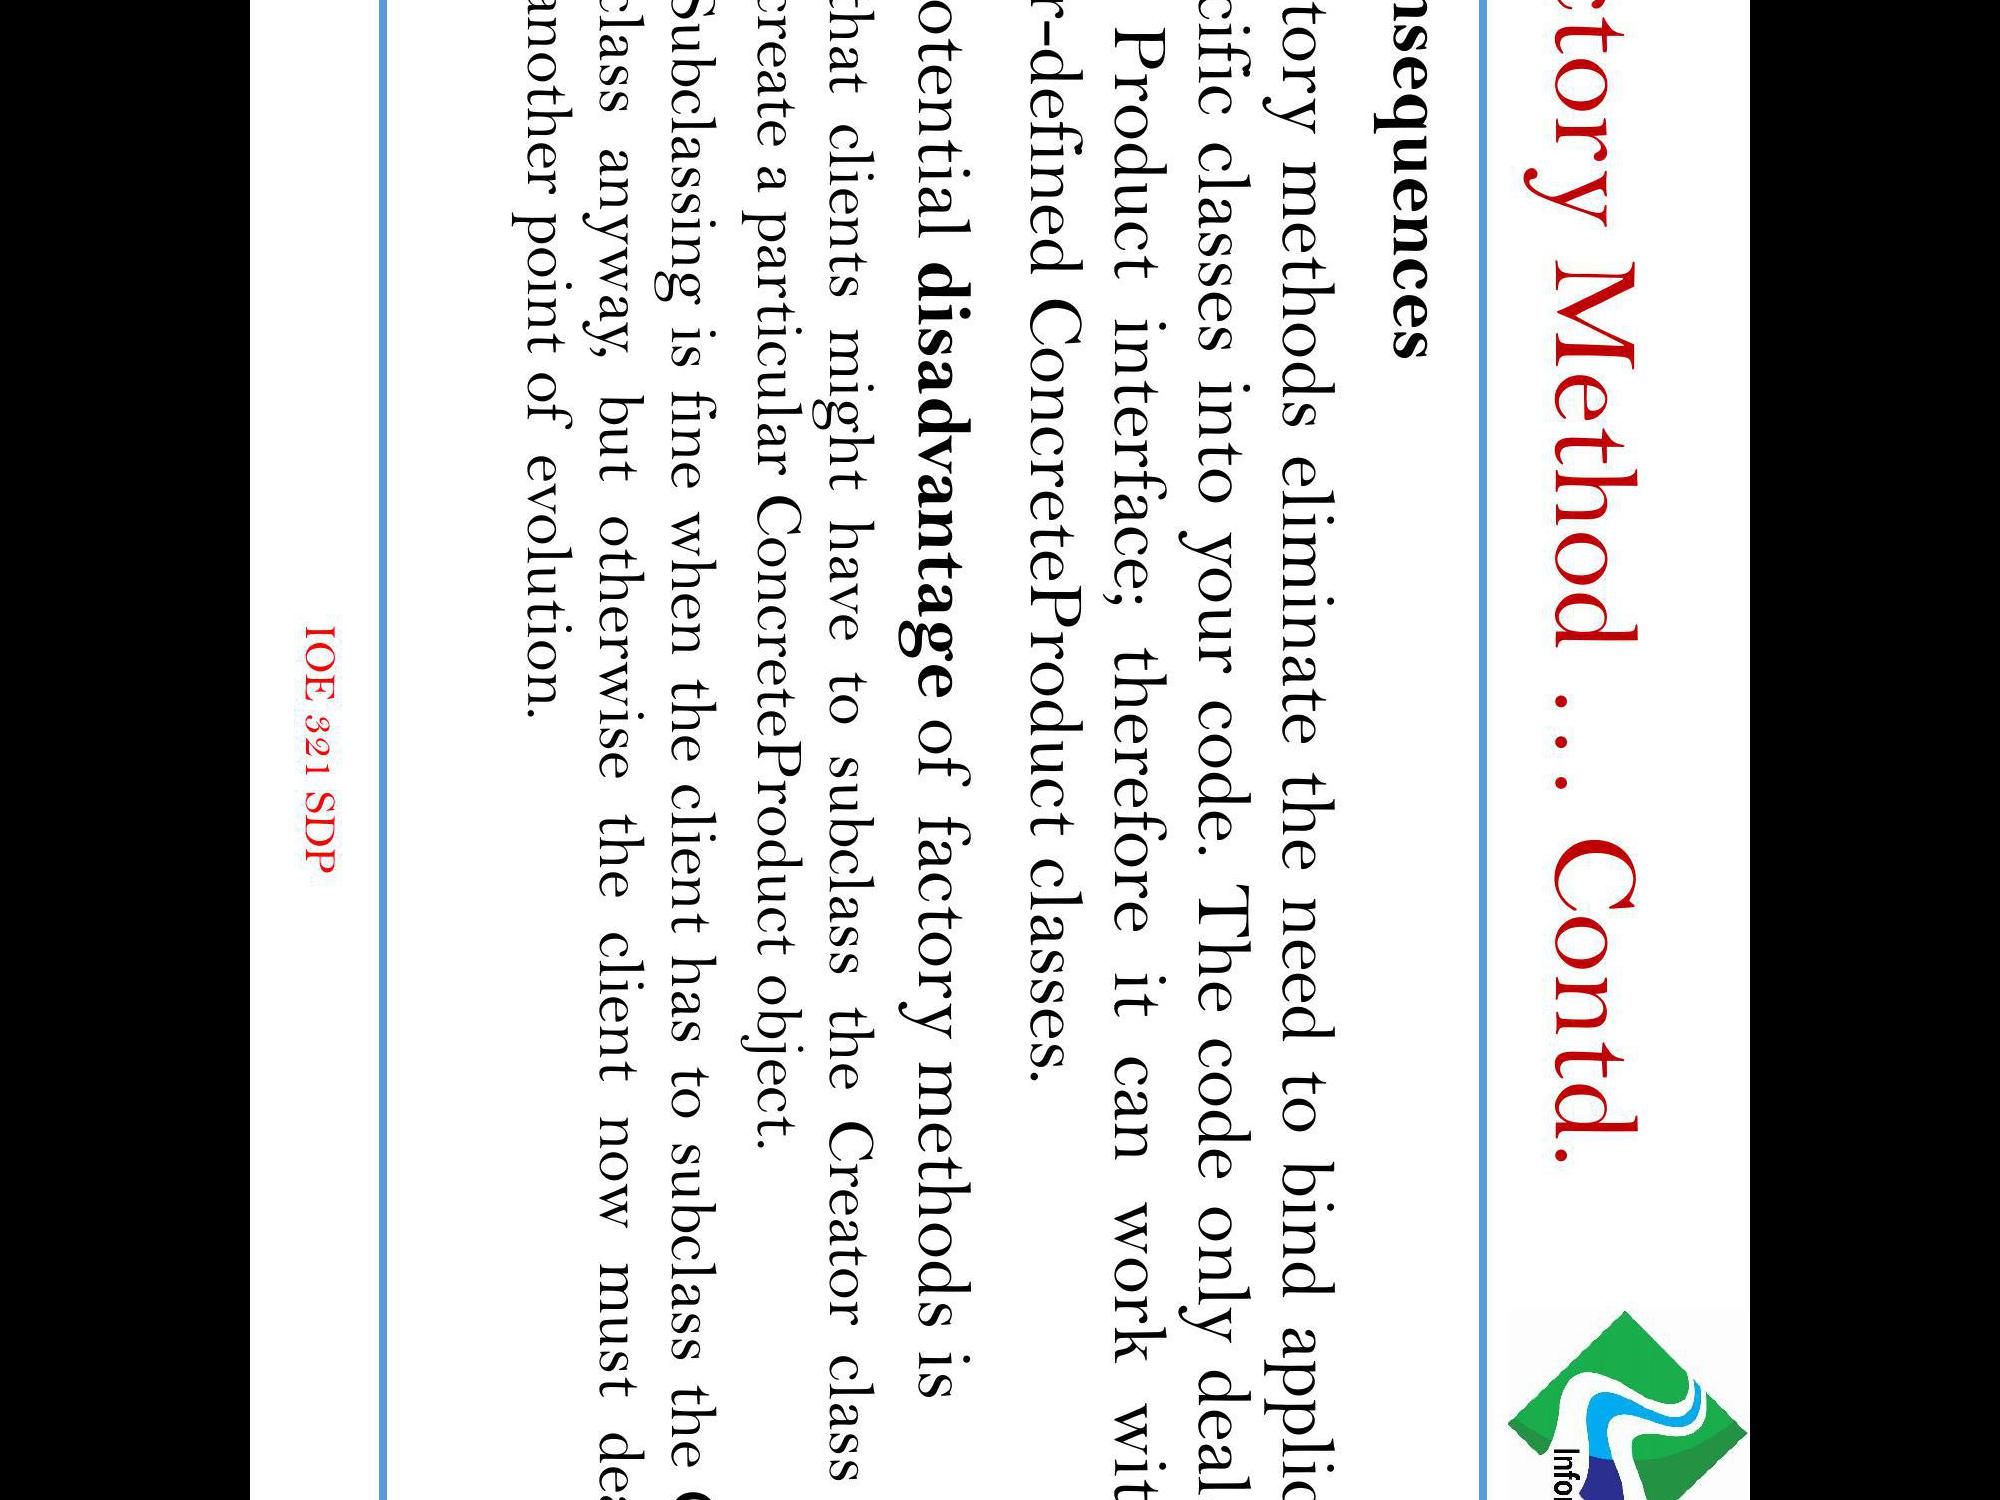 ctory Method ... Contd.
nsequences
tory methods eliminate the need to bind applic
cific classes into your code. The code only deal
Product interface; therefore it can work wit
r-defined ConcreteProduct classes.
otential disadvantage of factory methods is
that clients might have to subclass the Creator class
create a particular ConcreteProduct object.
Subclassing is fine when the client has to subclass the C
class anyway, but otherwise the client now must dea
another point of evolution.
IOE 321 SDP
Infor